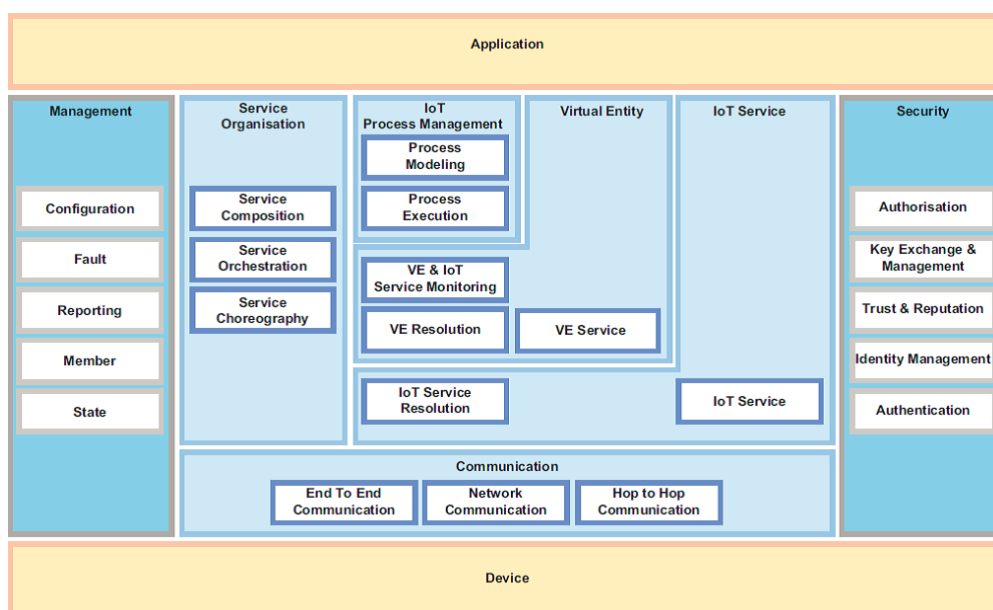 Application
Management
Configuration
Fault
Reporting
Member
State
Service
Organisation
Service
Composition
Service
Orchestration
Service
Choreography
IoT
Process Management
Process
Modeling
Process
Execution
Virtual Entity
VE & IoT
Service Monitoring
VE Resolution
VE Service
IoT Service
IoT Service
Resolution
IoT Service
Communication
End To End
Communication
Network
Communication
Hop to Hop
Communication
Security
Authorisation
Key Exchange &
Management
Trust & Reputation
Identity Management
Authentication
Device